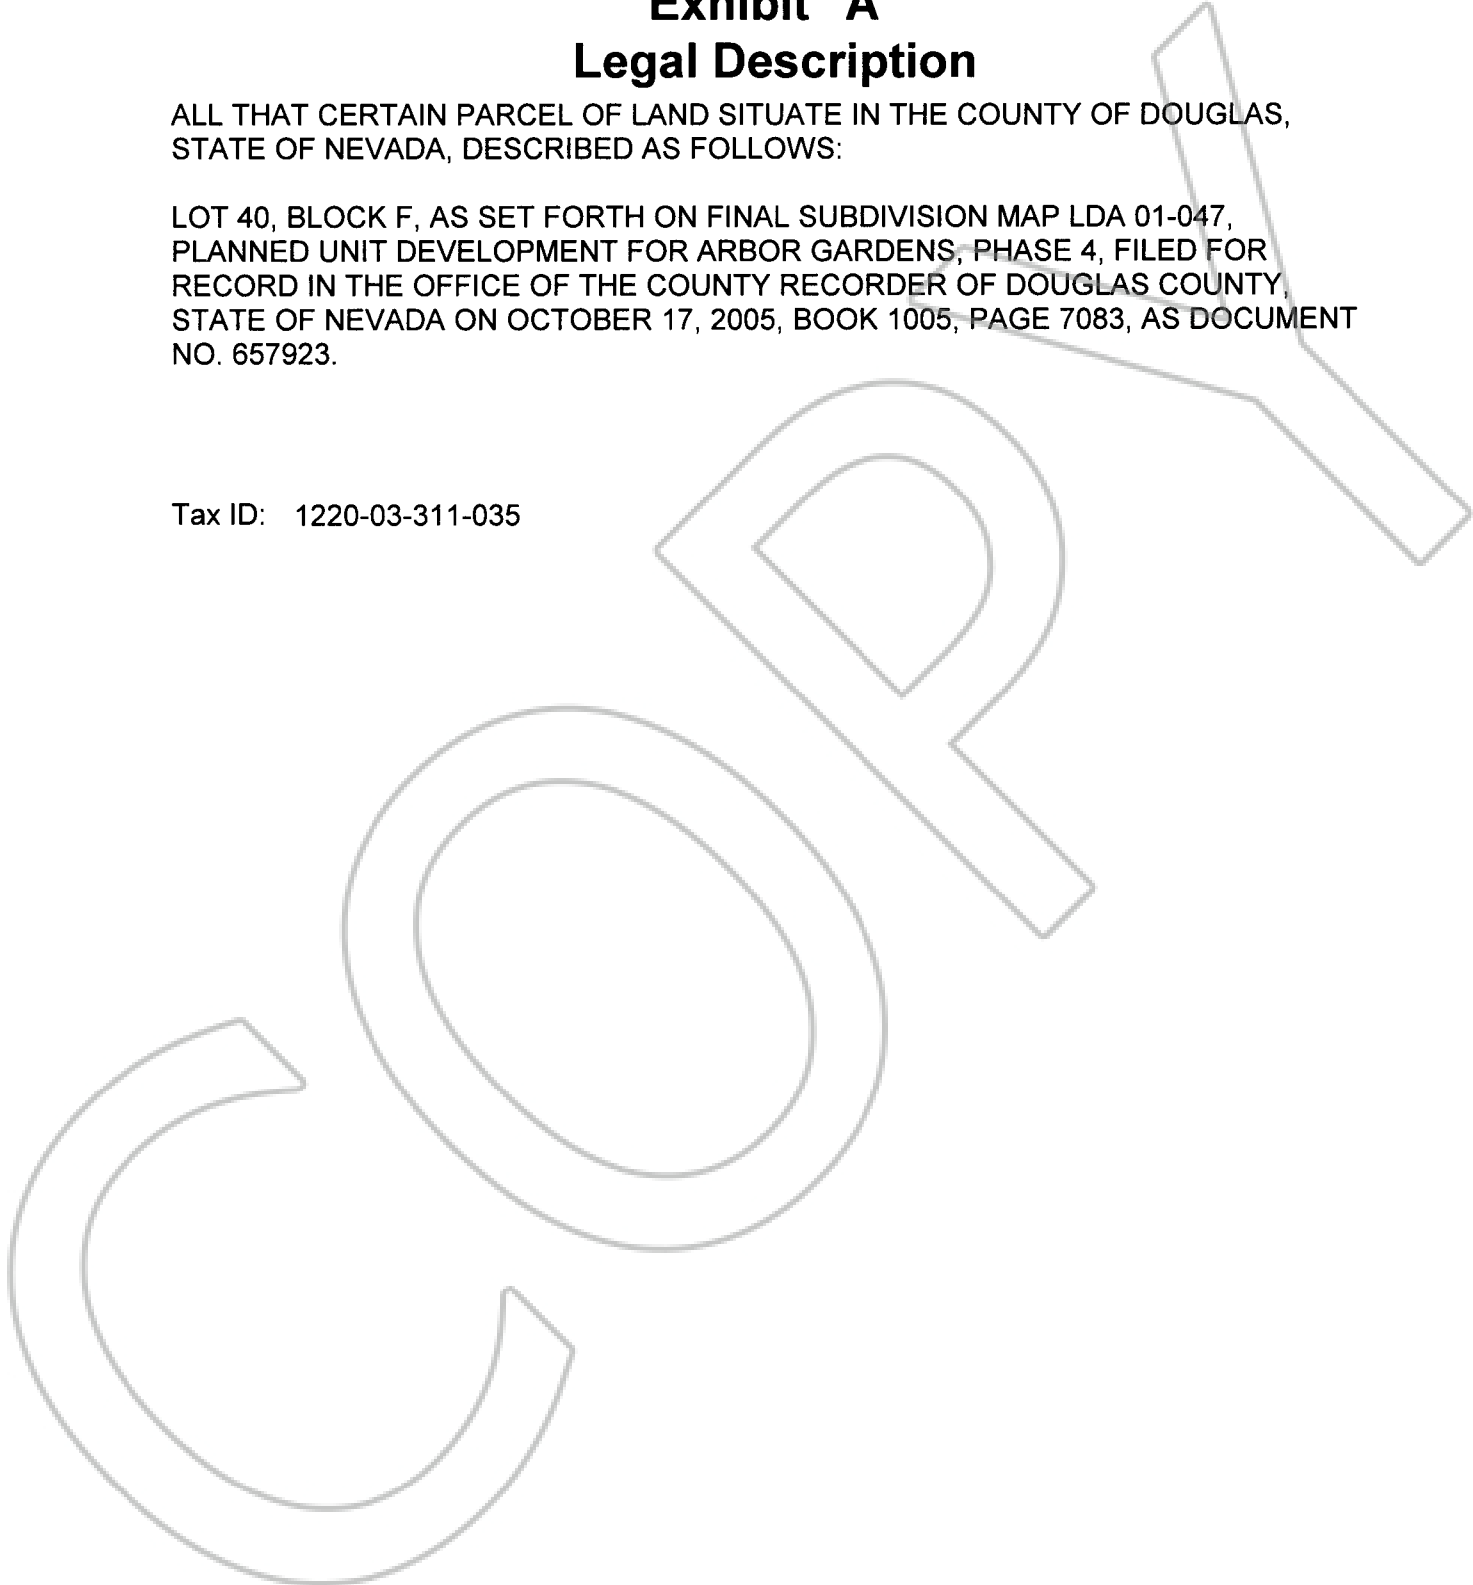 Exhibit A
Legal Description
ALL THAT CERTAIN PARCEL OF LAND SITUATE IN THE COUNTY OF DOUGLAS,
STATE OF NEVADA, DESCRIBED AS FOLLOWS:
LOT 40, BLOCK F, AS SET FORTH ON FINAL SUBDIVISION MAP LDA 01-047,
PLANNED UNIT DEVELOPMENT FOR ARBOR GARDENS, PHASE 4, FILED FOR
RECORD IN THE OFFICE OF THE COUNTY RECORDER OF DOUGLAS COUNTY,
STATE OF NEVADA ON OCTOBER 17, 2005, BOOK 1005, PAGE 7083, AS DOCUMENT
NO. 657923.
Tax ID: 1220-03-311-035
COPY